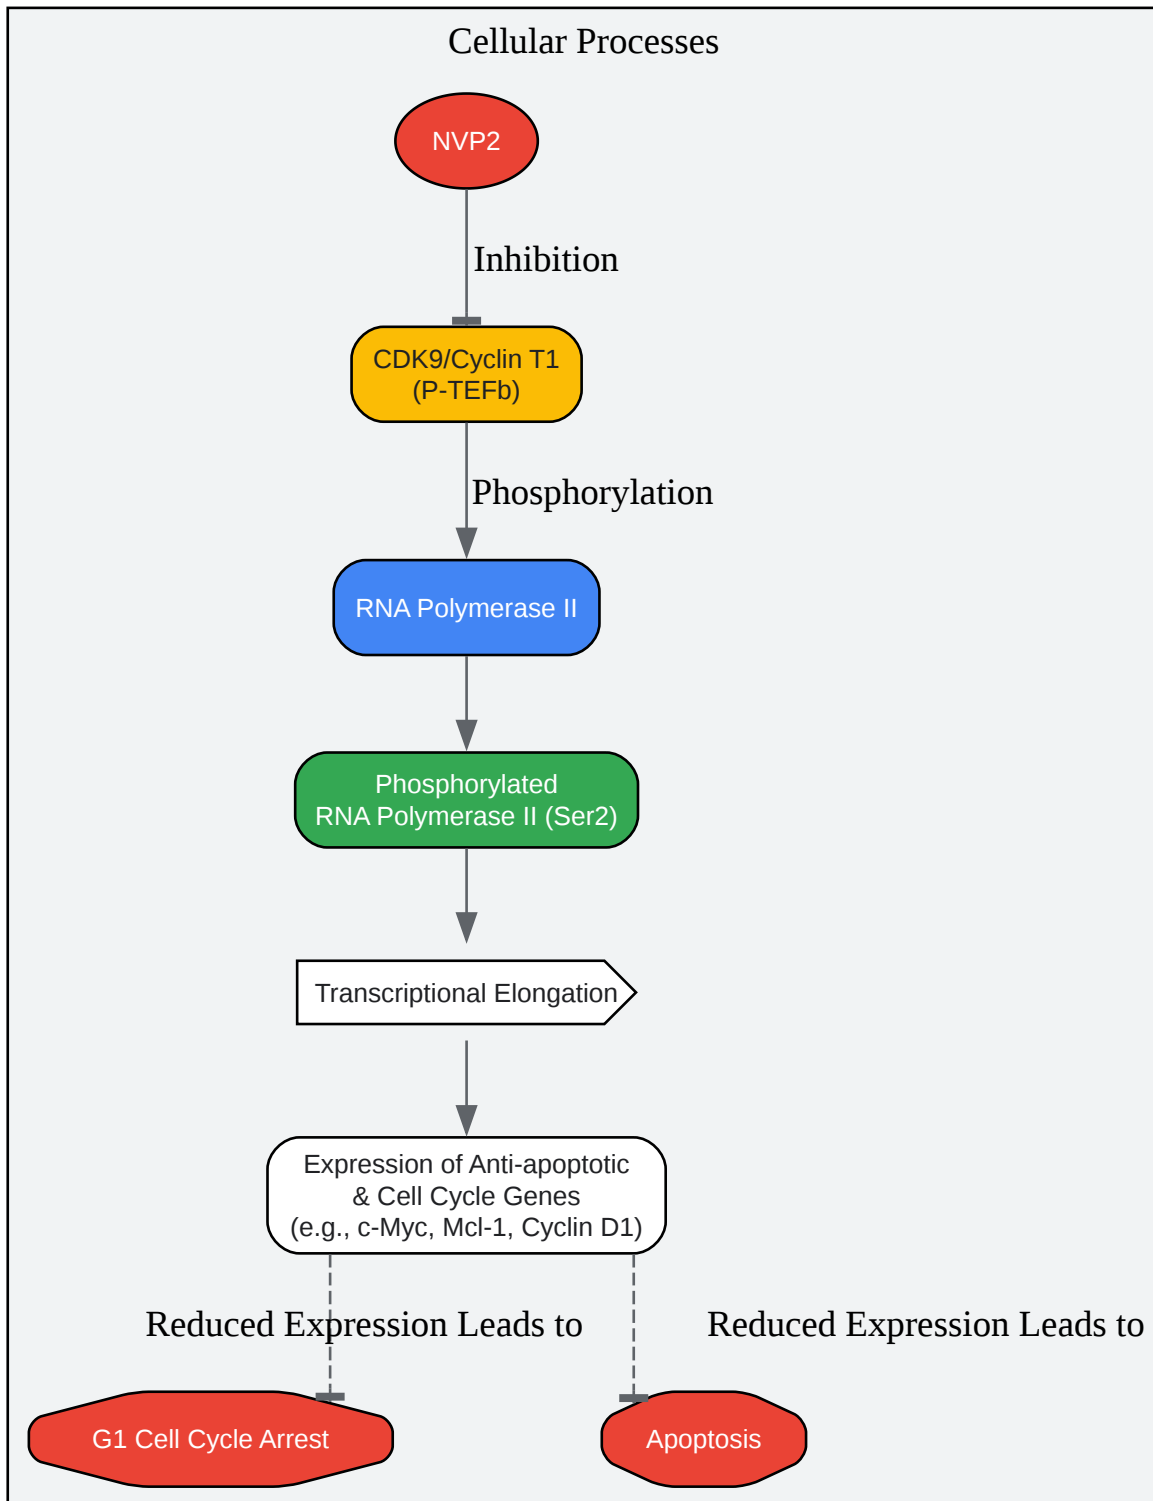 Cellular Processes
NVP2
Inhibition
CDK9/Cyclin T1
(P-TEFb)
Phosphorylation
RNA Polymerase II
Phosphorylated
RNA Polymerase II (Ser2)
Transcriptional Elongation
Expression of Anti-apoptotic
& Cell Cycle Genes
(e.g., c-Myc, Mcl-1, Cyclin D1)
Reduced Expression Leads to
Reduced Expression Leads to
G1 Cell Cycle Arrest
Apoptosis